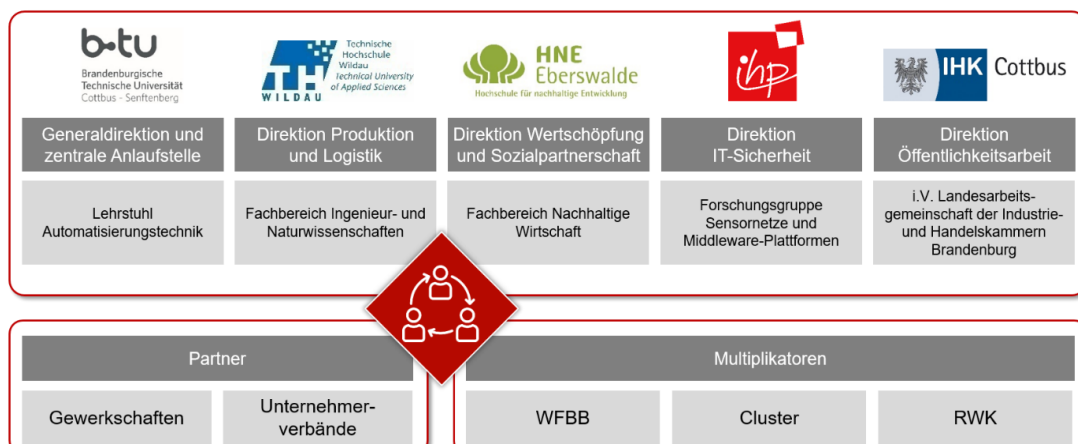 b-tu
Brandenburgische
Technische Universität
Cottbus - Senftenberg
TH
WILDAU
Technische
Hochschule
Wildau
Technical University
of Applied Sciences
HNE
Eberswalde
Hochschule für nachhaltige Entwicklung
ihp
IHK Cottbus
Generaldirektion und
zentrale Anlaufstelle
Direktion Produktion
und Logistik
Direktion Wertschöpfung
und Sozialpartnerschaft
Direktion
IT-Sicherheit
Direktion
Öffentlichkeitsarbeit
Lehrstuhl
Automatisierungstechnik
Fachbereich Ingenieur- und
Naturwissenschaften
Fachbereich Nachhaltige
Wirtschaft
Forschungsgruppe
Sensornetze und
Middleware-Plattformen
i.V. Landesarbeits-
gemeinschaft der Industrie-
und Handelskammern
Brandenburg
Partner
Multiplikatoren
Gewerkschaften
Unternehmer-
verbände
WFBB
Cluster
RWK